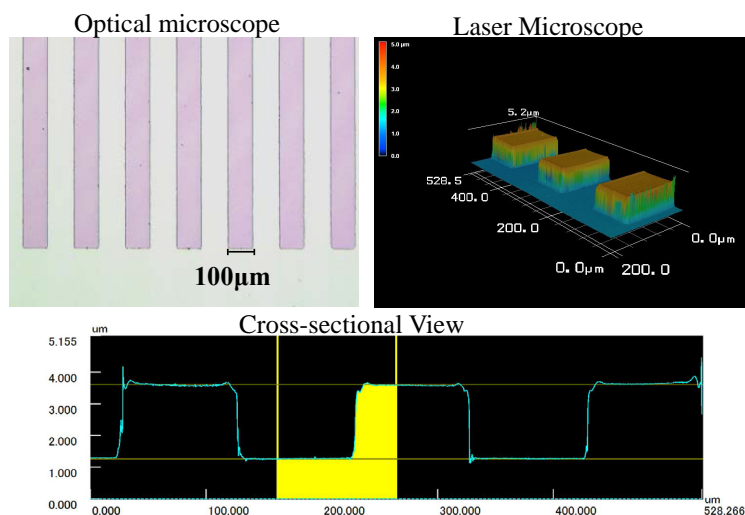 Optical microscope
100μm
Laser Microscope
5.0 μm
4.0
3.0
2.0
1.0
0.0
5.2μm
528.5
400.0
200.0
0.0μm
0.0μm
200.0
Cross-sectional View
um
5.155
4.000
3.000
2.000
1.000
0.000
0.000
100.000
200.000
300.000
400.000
um
528.266